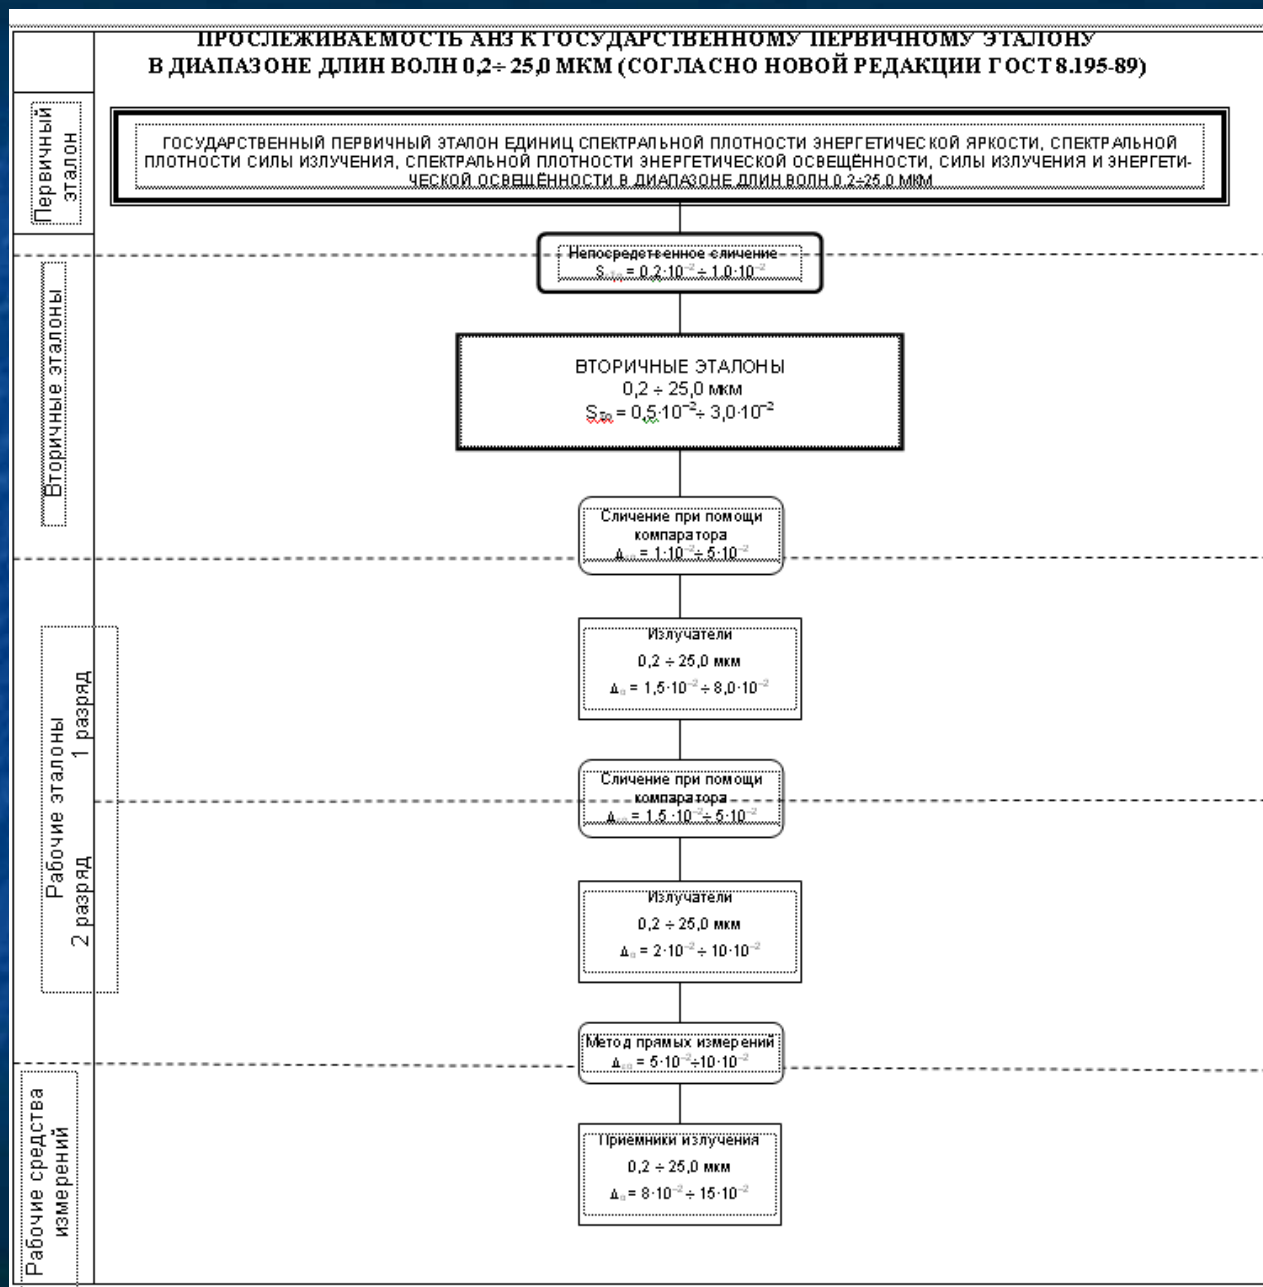 ПРОСЛЕЖИВАЕМОСТЬ АНЗ К ГОСУДАРСТВЕННОМУ ПЕРВИЧНОМУ ЭТАЛОНУ
В ДИАПАЗОНЕ ДЛИН ВОЛН 0,2÷ 25,0 МКМ (СОГЛАСНО НОВОЙ РЕДАКЦИИ ГОСТ 8.195-89)
Первичный
эталон
ГОСУДАРСТВЕННЫЙ ПЕРВИЧНЫЙ ЭТАЛОН ЕДИНИЦ СПЕКТРАЛЬНОЙ ПЛОТНОСТИ ЭНЕРГЕТИЧЕСКОЙ ЯРКОСТИ, СПЕКТРАЛЬНОЙ
ПЛОТНОСТИ СИЛЫ ИЗЛУЧЕНИЯ, СПЕКТРАЛЬНОЙ ПЛОТНОСТИ ЭНЕРГЕТИЧЕСКОЙ ОСВЕЩЁННОСТИ, СИЛЫ ИЗЛУЧЕНИЯ И ЭНЕРГЕТИ-
ЧЕСКОЙ ОСВЕЩЁННОСТИ В ДИАПАЗОНЕ ДЛИН ВОЛН 0,2÷25,0 МКМ
Вторичные эталоны
Непосредственное сличение
S = 0,2·10⁻² ÷ 1,0·10⁻²
ВТОРИЧНЫЕ ЭТАЛОНЫ
0,2 ÷ 25,0 мкм
S_Σ₀ = 0,5·10⁻² ÷ 3,0·10⁻²
Сличение при помощи
компаратора
Δ = 1·10⁻² ÷ 5·10⁻²
Рабочие эталоны
1 разряд
Излучатели
0,2 ÷ 25,0 мкм
Δ₀ = 1,5·10⁻² ÷ 8,0·10⁻²
Сличение при помощи
компаратора
Δ = 1,5 ·10⁻² ÷ 5·10⁻²
2 разряд
Излучатели
0,2 ÷ 25,0 мкм
Δ₀ = 2·10⁻² ÷ 10·10⁻²
Метод прямых измерений
Δ = 5·10⁻² ÷10·10⁻²
Рабочие средства
измерений
Приемники излучения
0,2 ÷ 25,0 мкм
Δ₀ = 8·10⁻² ÷ 15·10⁻²